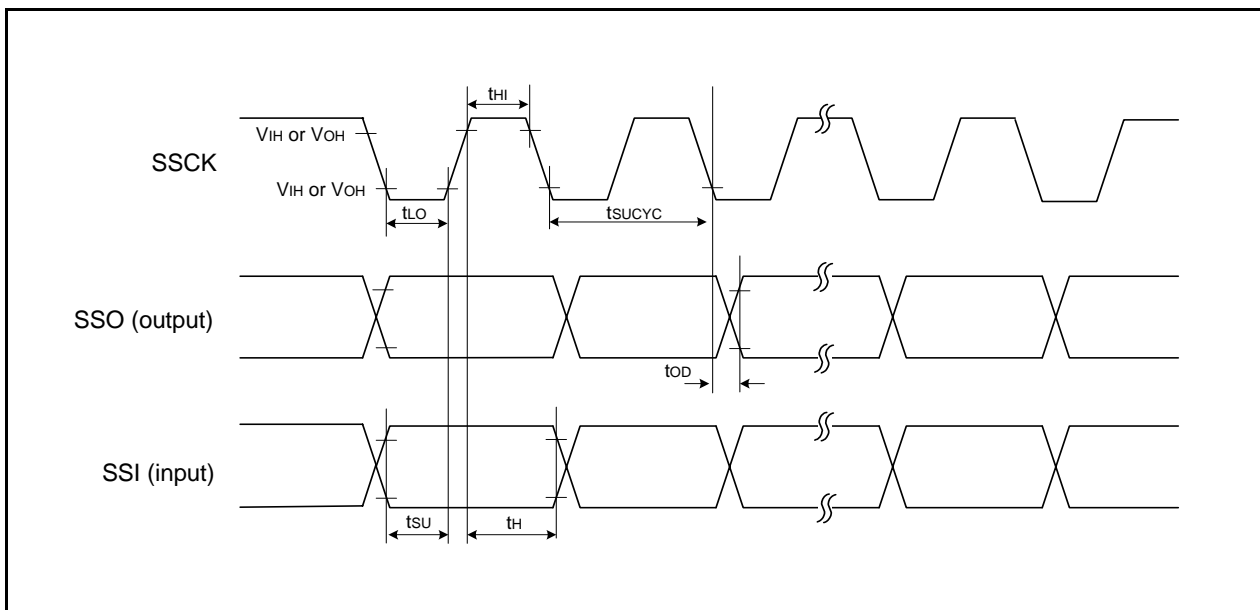 tHI
VIH or VOH
SSCK
VIH or VOH
tLO
tSUCYC
SSO (output)
tOD
SSI (input)
tSU
tH